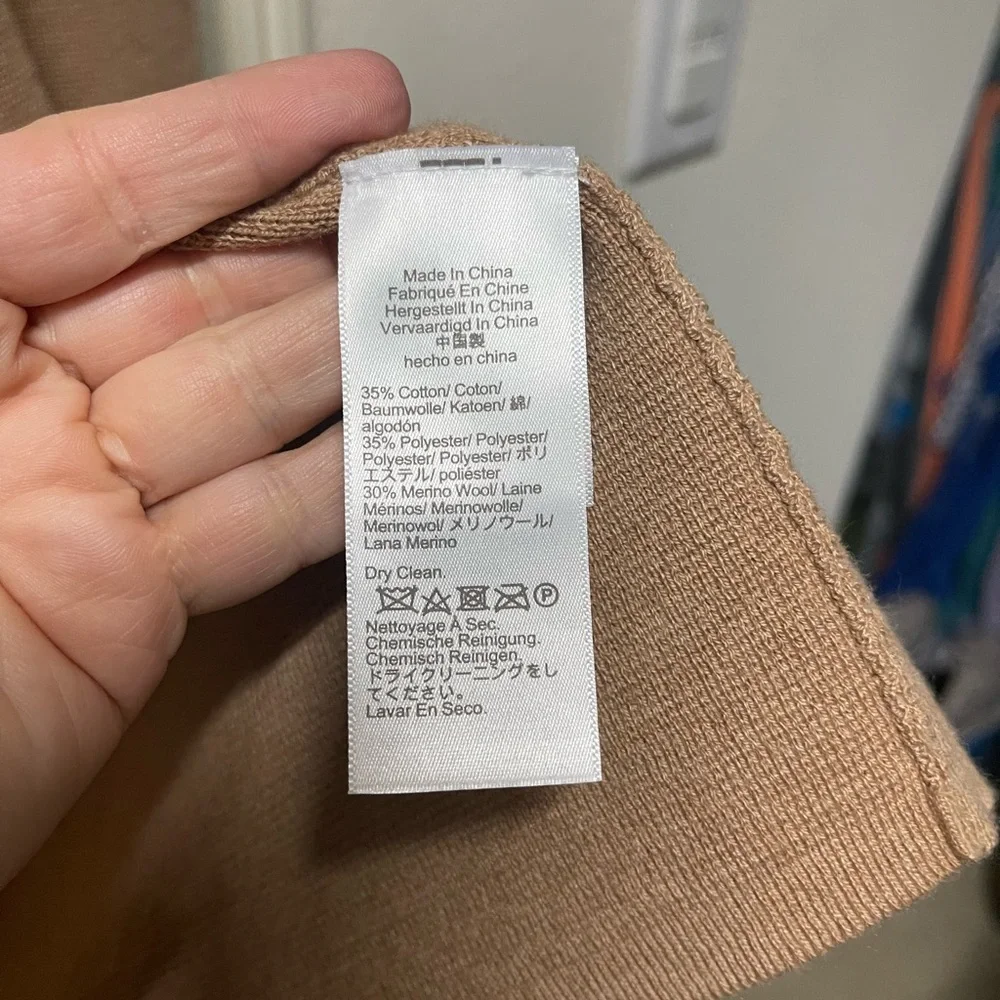 Made In China
Fabriqué En Chine
Hergestellt In China
Vervaardigd In China
中国製
hecho en china
35% Cotton/ Coton/
Baumwolle/ Katoen/ 綿/
algodón
35% Polyester/ Polyester/
Polyester/ Polyester/ ポリ
エステル/ poliéster
30% Merino Wool/ Laine
Mérinos/ Merinowolle/
Merinowol/ メリノウール/
Lana Merino
Dry Clean.
P
Nettoyage À Sec.
Chemische Reinigung.
Chemisch Reinigen.
ドライクリーニングをし
てください。
Lavar En Seco.